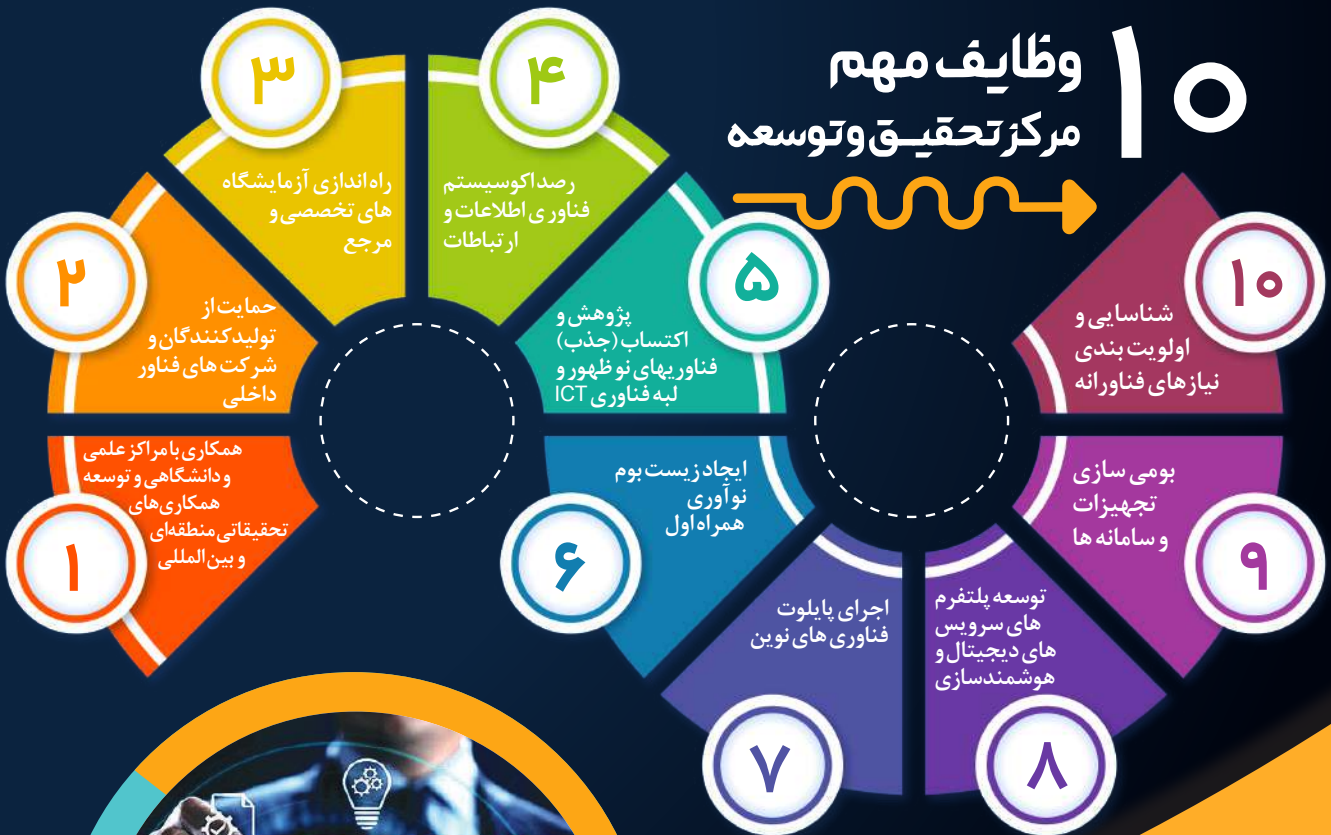 ۱۰
وظایف مهم
مرکز تحقیق و توسعه
۱
همکاری با مراکز علمی
و دانشگاهی و توسعه
همکاری‌های
تحقیقاتی منطقه‌ای
و بین‌المللی
۲
حمایت از
تولیدکنندگان و
شرکت های فناور
داخلی
۳
راه‌اندازی آزمایشگاه
های تخصصی و
مرجع
۴
رصد اکوسیستم
فناوری اطلاعات و
ارتباطات
۵
پژوهش و
اکتساب (جذب)
فناوریهای نوظهور و
لبه فناوری ICT
۶
ایجاد زیست بوم
نوآوری
همراه اول
۷
اجرای پایلوت
فناوری های نوین
۸
توسعه پلتفرم
های سرویس
های دیجیتال و
هوشمندسازی
۹
بومی سازی
تجهیزات
و سامانه ها
۱۰
شناسایی و
اولویت بندی
نیازهای فناورانه